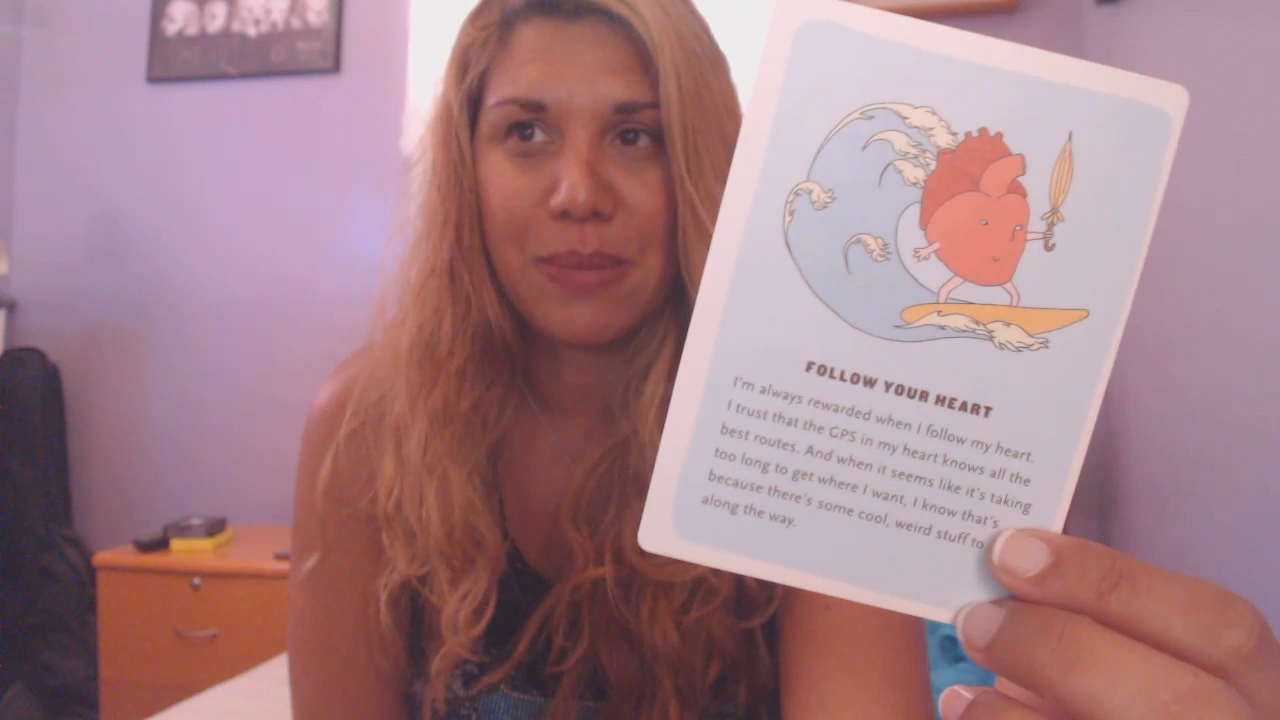 FOLLOW YOUR HEART
I'm always rewarded when I follow my heart.
I trust that the GPS in my heart knows all the
best routes. And when it seems like it's taking
too long to get where I want, I know that's
because there's some cool, weird stuff to
along the way.